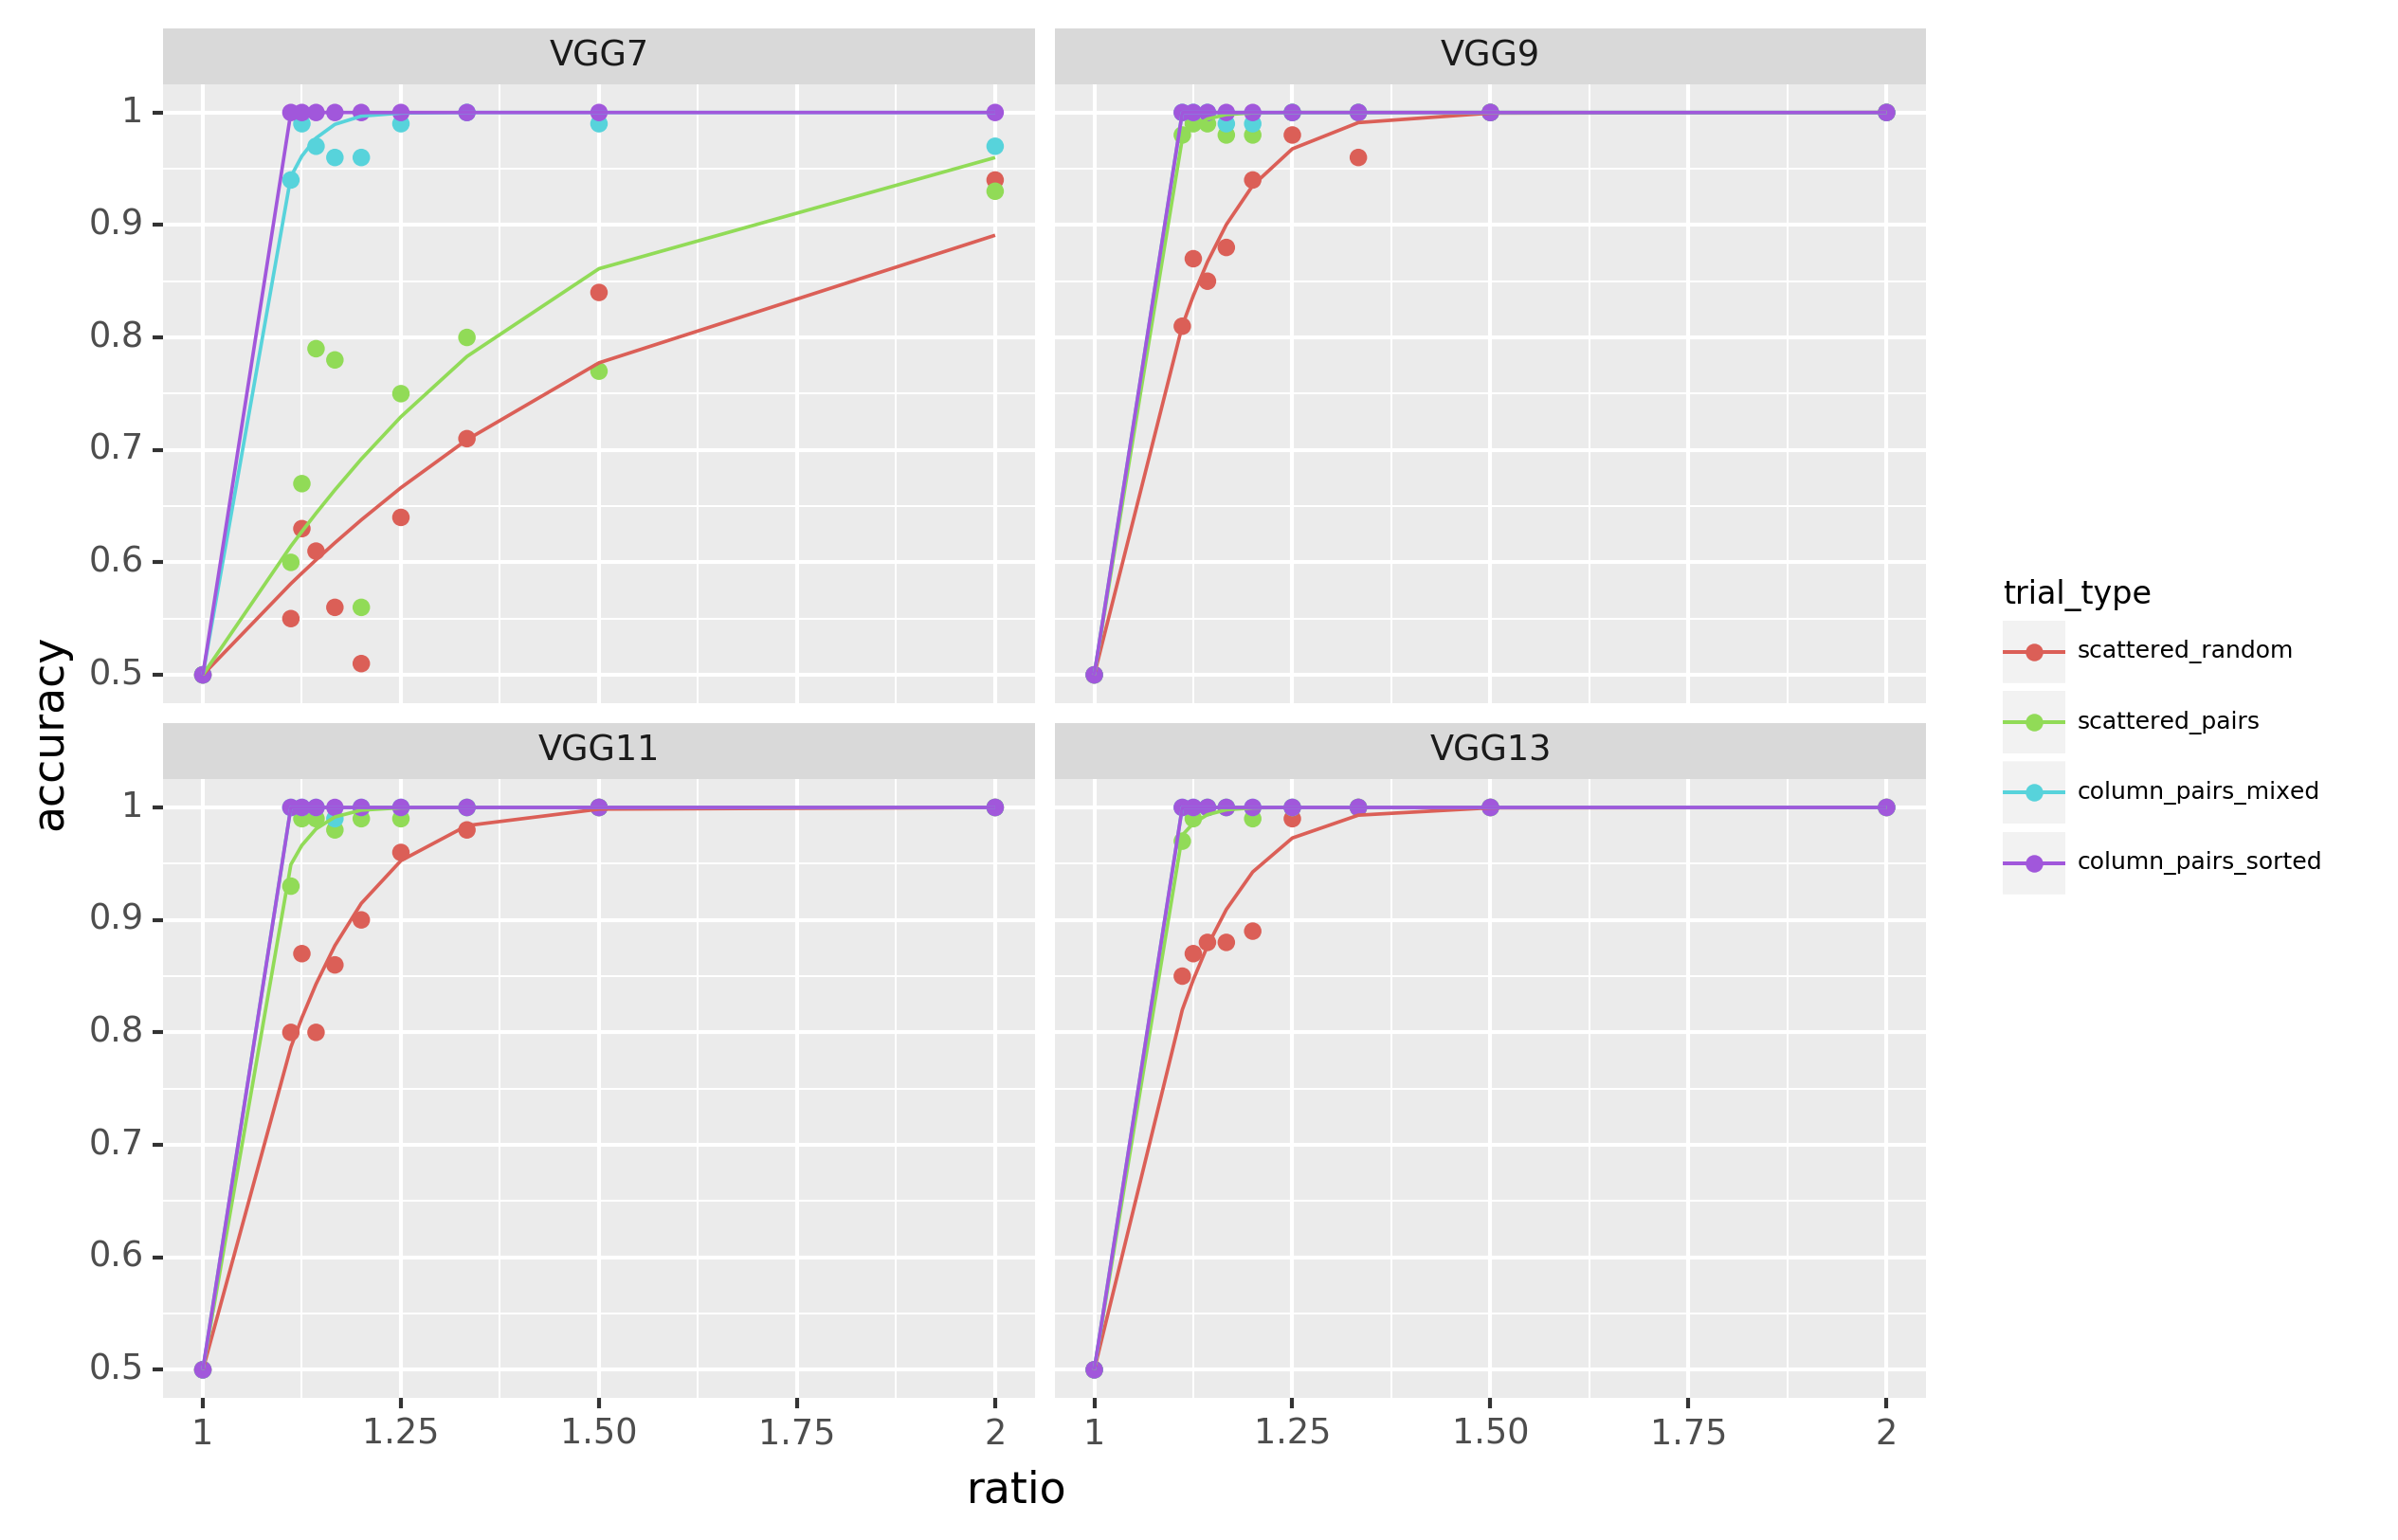 VGG7
VGG9
1
0.9
0.8
0.7
0.6
0.5
VGG11
VGG13
1
0.9
0.8
0.7
0.6
0.5
1 1.25 1.50 1.75 2
1 1.25 1.50 1.75 2
accuracy
ratio
trial_type
scattered_random
scattered_pairs
column_pairs_mixed
column_pairs_sorted